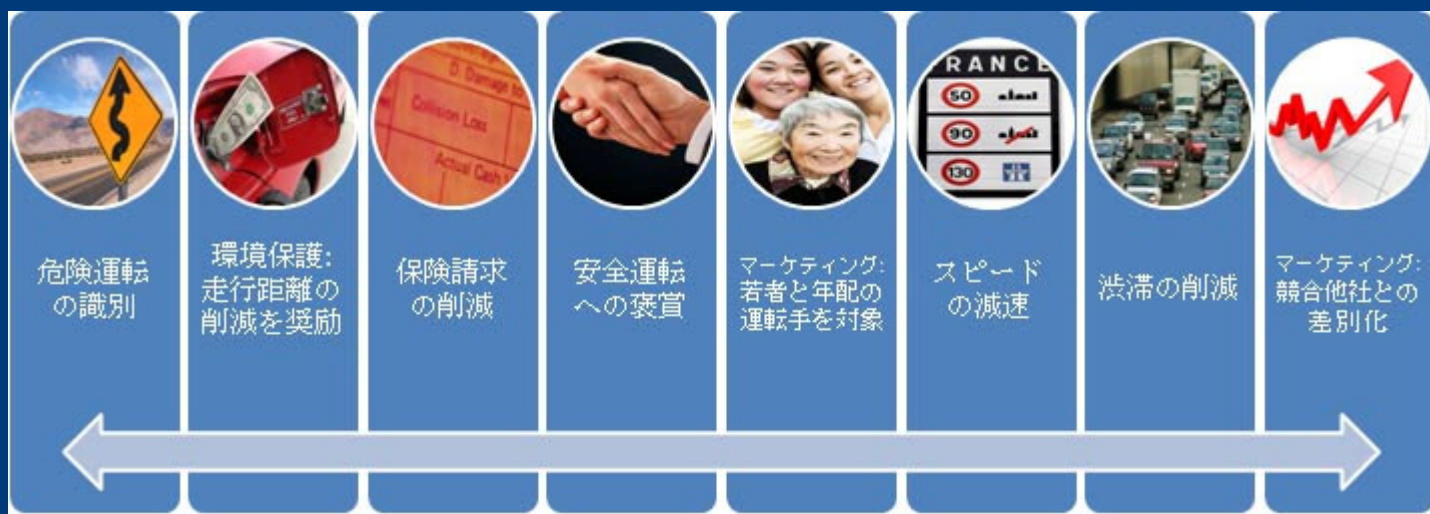 危険運転
の識別
環境保護:
走行距離の
削減を奨励
D. Damage to
Collision Loss
Actual Cash
保険請求
の削減
安全運転
への褒賞
マーケティング:
若者と年配の
運転手を対象
FRANCE
50
90
130
スピード
の減速
渋滞の削減
マーケティング:
競合他社との
差別化